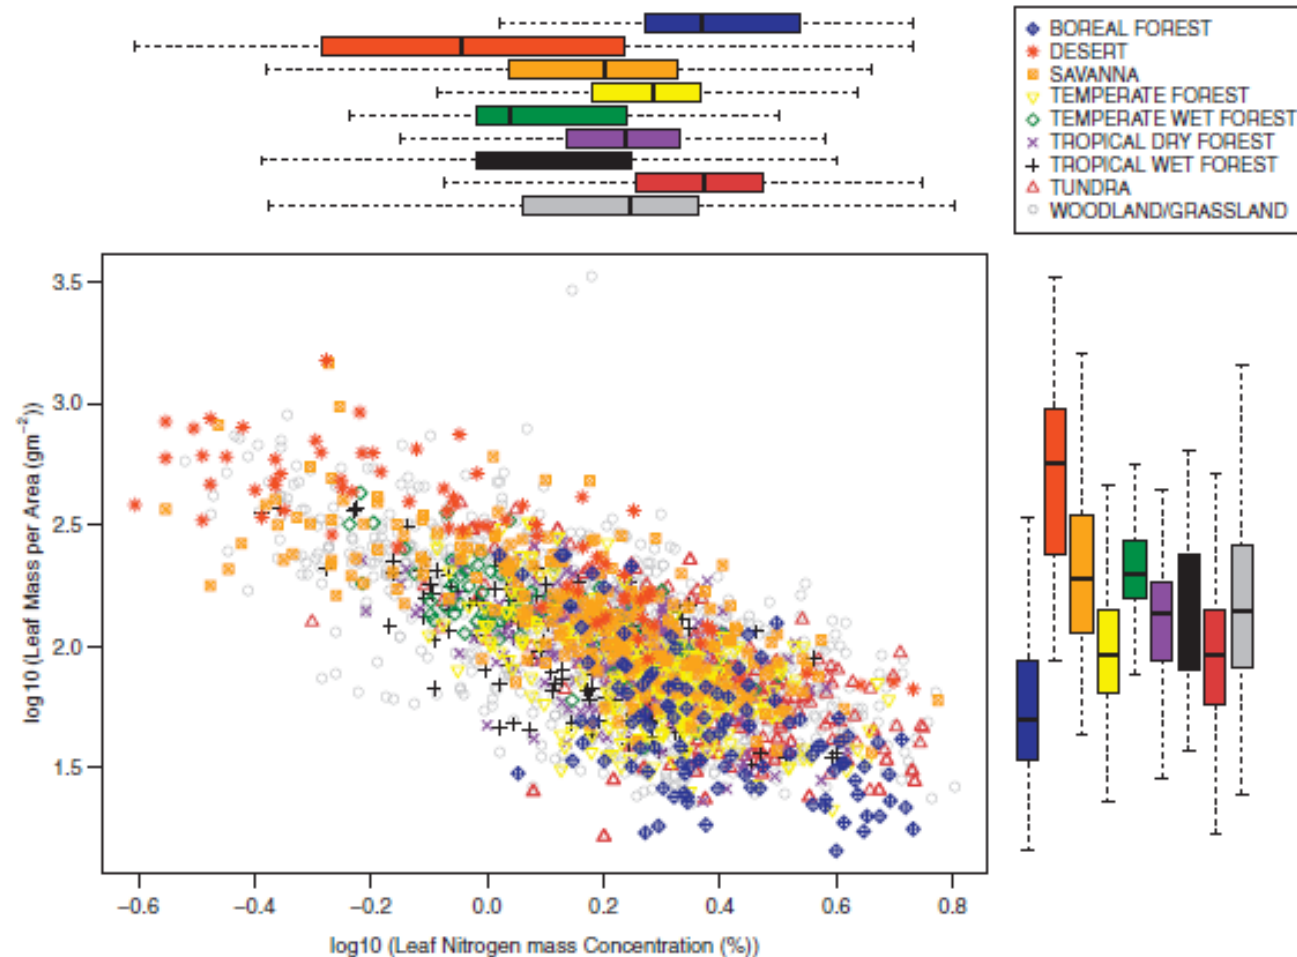 BOREAL FOREST
DESERT
SAVANNA
TEMPERATE FOREST
TEMPERATE WET FOREST
TROPICAL DRY FOREST
TROPICAL WET FOREST
TUNDRA
WOODLAND/GRASSLAND
log10 (Leaf Mass per Area (gm⁻²))
3.5
3.0
2.5
2.0
1.5
−0.6 −0.4 −0.2 0.0 0.2 0.4 0.6 0.8
log10 (Leaf Nitrogen mass Concentration (%))